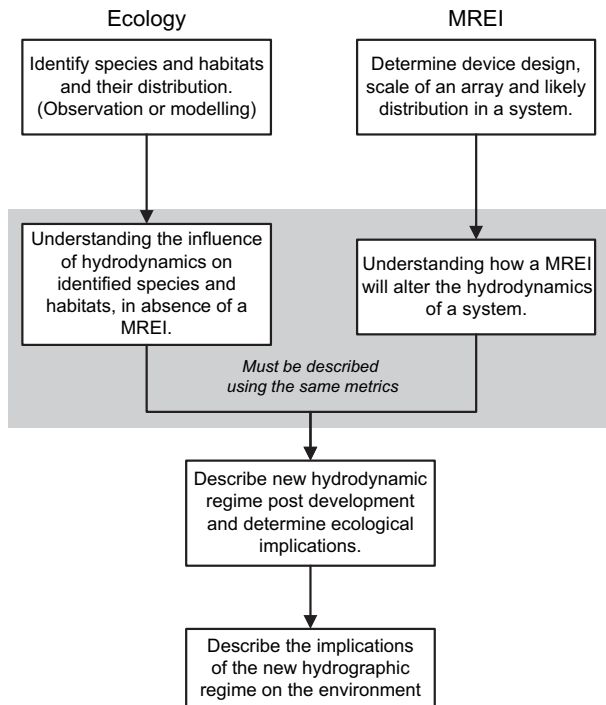 Ecology
MREI
Identify species and habitats
and their distribution.
(Observation or modelling)
Determine device design,
scale of an array and likely
distribution in a system.
Understanding the influence
of hydrodynamics on
identified species and
habitats, in absence of a
MREI.
Understanding how a MREI
will alter the hydrodynamics
of a system.
Must be described
using the same metrics
Describe new hydrodynamic
regime post development
and determine ecological
implications.
Describe the implications
of the new hydrographic
regime on the environment